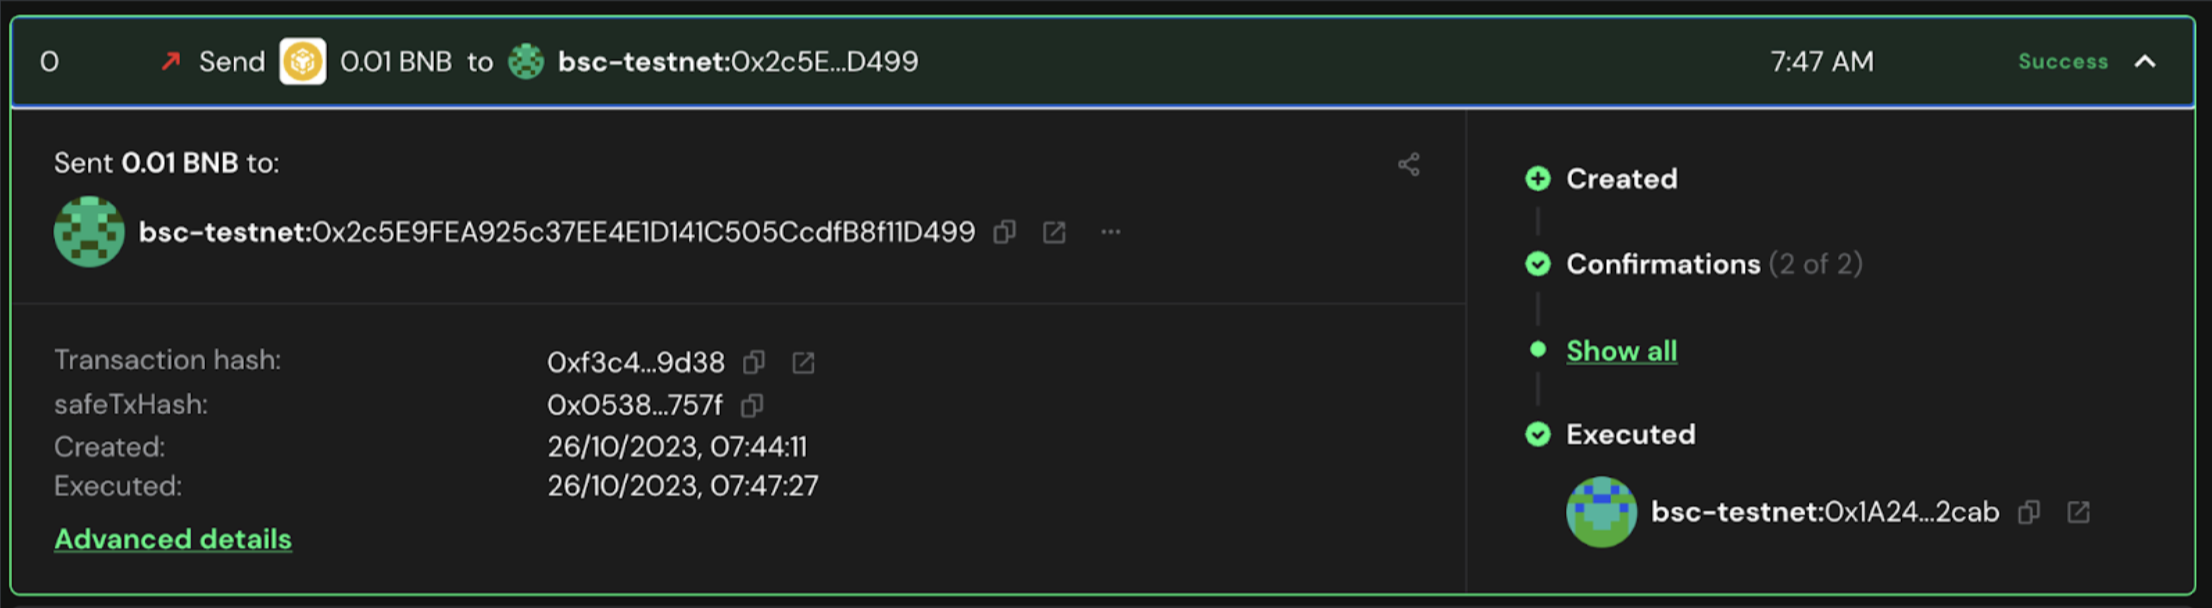 0 Send 0.01 BNB to bsc-testnet:0x2c5E...D499 7:47 AM Success
Sent 0.01 BNB to:
bsc-testnet:0x2c5E9FEA925c37EE4E1D141C505CcdfB8f11D499
Transaction hash: 0xf3c4...9d38
safeTxHash: 0x0538...757f
Created: 26/10/2023, 07:44:11
Executed: 26/10/2023, 07:47:27
Advanced details
Created
Confirmations (2 of 2)
Show all
Executed
bsc-testnet:0x1A24...2cab